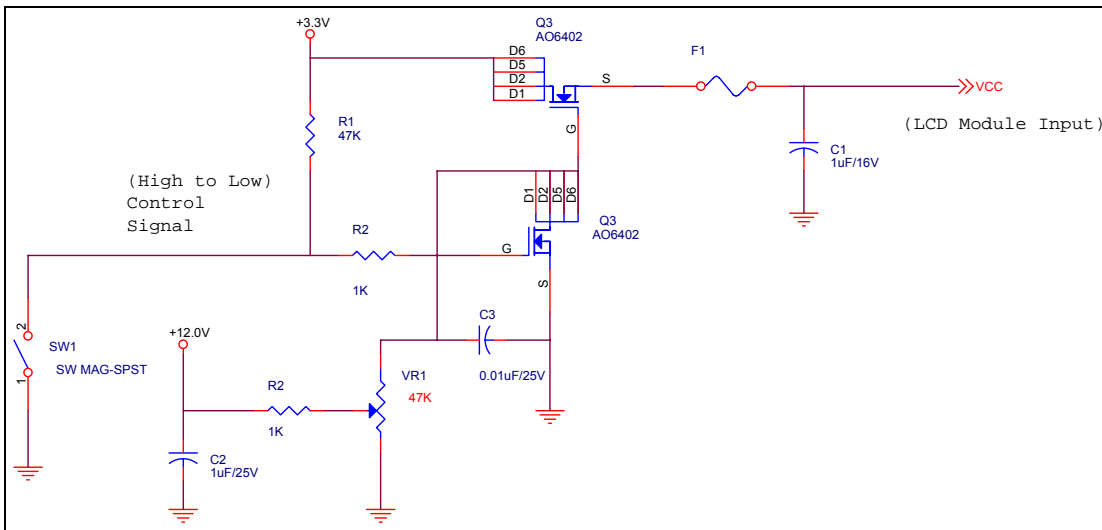 +3.3V
Q3
AO6402
D6
D5
D2
D1
S
G
F1
VCC
(LCD Module Input)
R1
47K
C1
1uF/16V
(High to Low)
Control
Signal
D1
D2
D5
D6
Q3
AO6402
R2
1K
G
S
2
1
SW1
SW MAG-SPST
+12.0V
C3
0.01uF/25V
R2
1K
VR1
47K
C2
1uF/25V